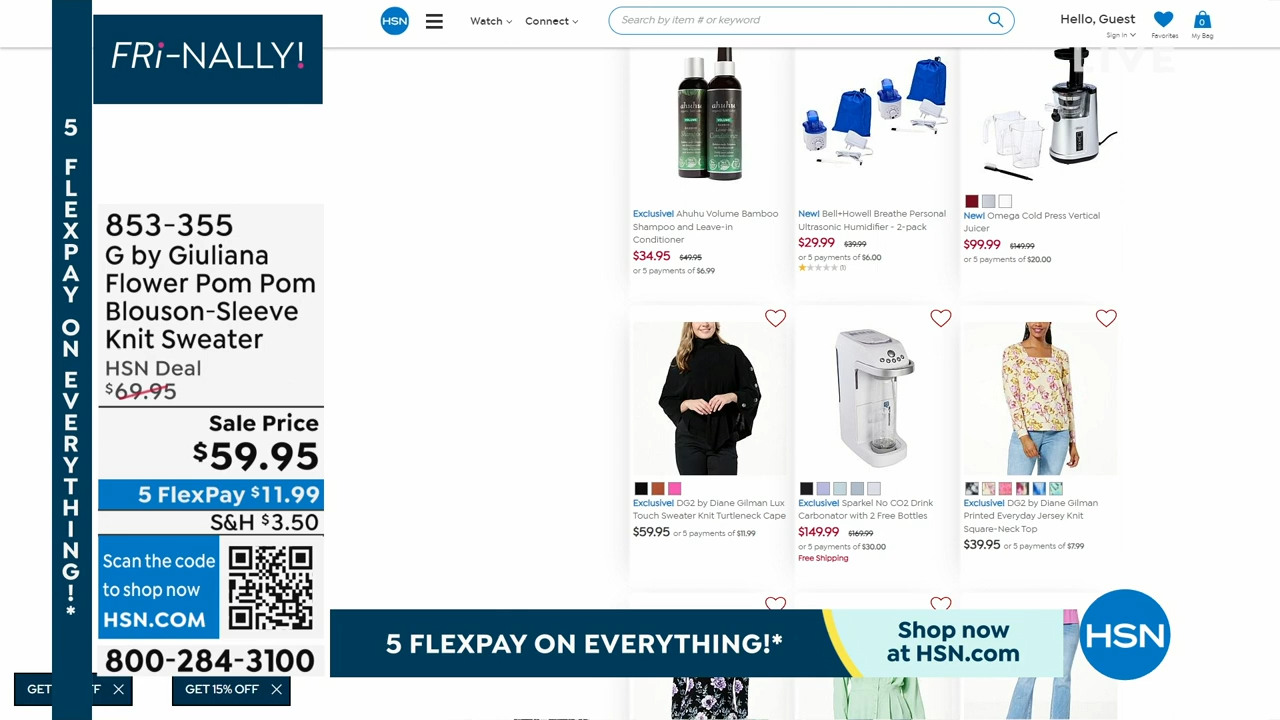 FRi-NALLY!
5 FLEXPAY ON EVERYTHING!*
853-355
G by Giuliana
Flower Pom Pom
Blouson-Sleeve
Knit Sweater
HSN Deal
$69.95
Sale Price
$59.95
5 FlexPay $11.99
S&H $3.50
Scan the code
to shop now
HSN.COM
800-284-3100
GET
FF
GET 15% OFF
HSN
Watch
Connect
Search by item # or keyword
Hello, Guest
Sign In
Favorites
0
My Bag
LIVE
ahuhu
VOLUME
ahuhu
VOLUME
Exclusive! Ahuhu Volume Bamboo
Shampoo and Leave-in
Conditioner
$34.95 $49.95
or 5 payments of $6.99
New! Bell+Howell Breathe Personal
Ultrasonic Humidifier - 2-pack
$29.99 $39.99
or 5 payments of $6.00
(1)
New! Omega Cold Press Vertical
Juicer
$99.99 $149.99
or 5 payments of $20.00
Exclusive! DG2 by Diane Gilman Lux
Touch Sweater Knit Turtleneck Cape
$59.95 or 5 payments of $11.99
Exclusive! Sparkel No CO2 Drink
Carbonator with 2 Free Bottles
$149.99 $169.99
or 5 payments of $30.00
Free Shipping
Exclusive! DG2 by Diane Gilman
Printed Everyday Jersey Knit
Square-Neck Top
$39.95 or 5 payments of $7.99
5 FLEXPAY ON EVERYTHING!*
Shop now
at HSN.com
HSN